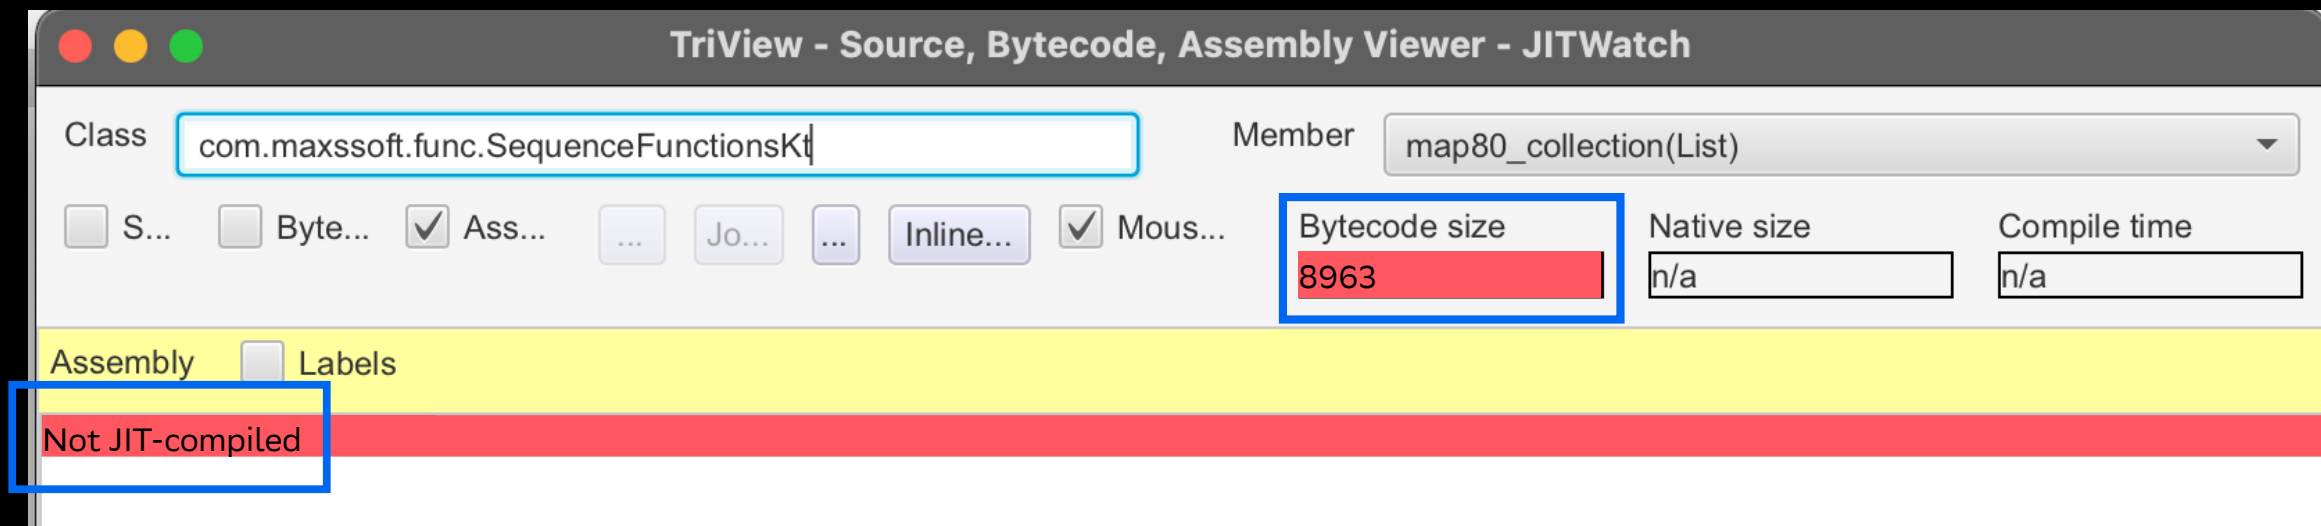 TriView - Source, Bytecode, Assembly Viewer - JITWatch
Class com.maxssoft.func.SequenceFunctionsKt Member map80_collection(List)
S... Byte... Ass... ... Jo... ... Inline... Mous... Bytecode size Native size Compile time
8963 n/a n/a
Assembly Labels
Not JIT-compiled